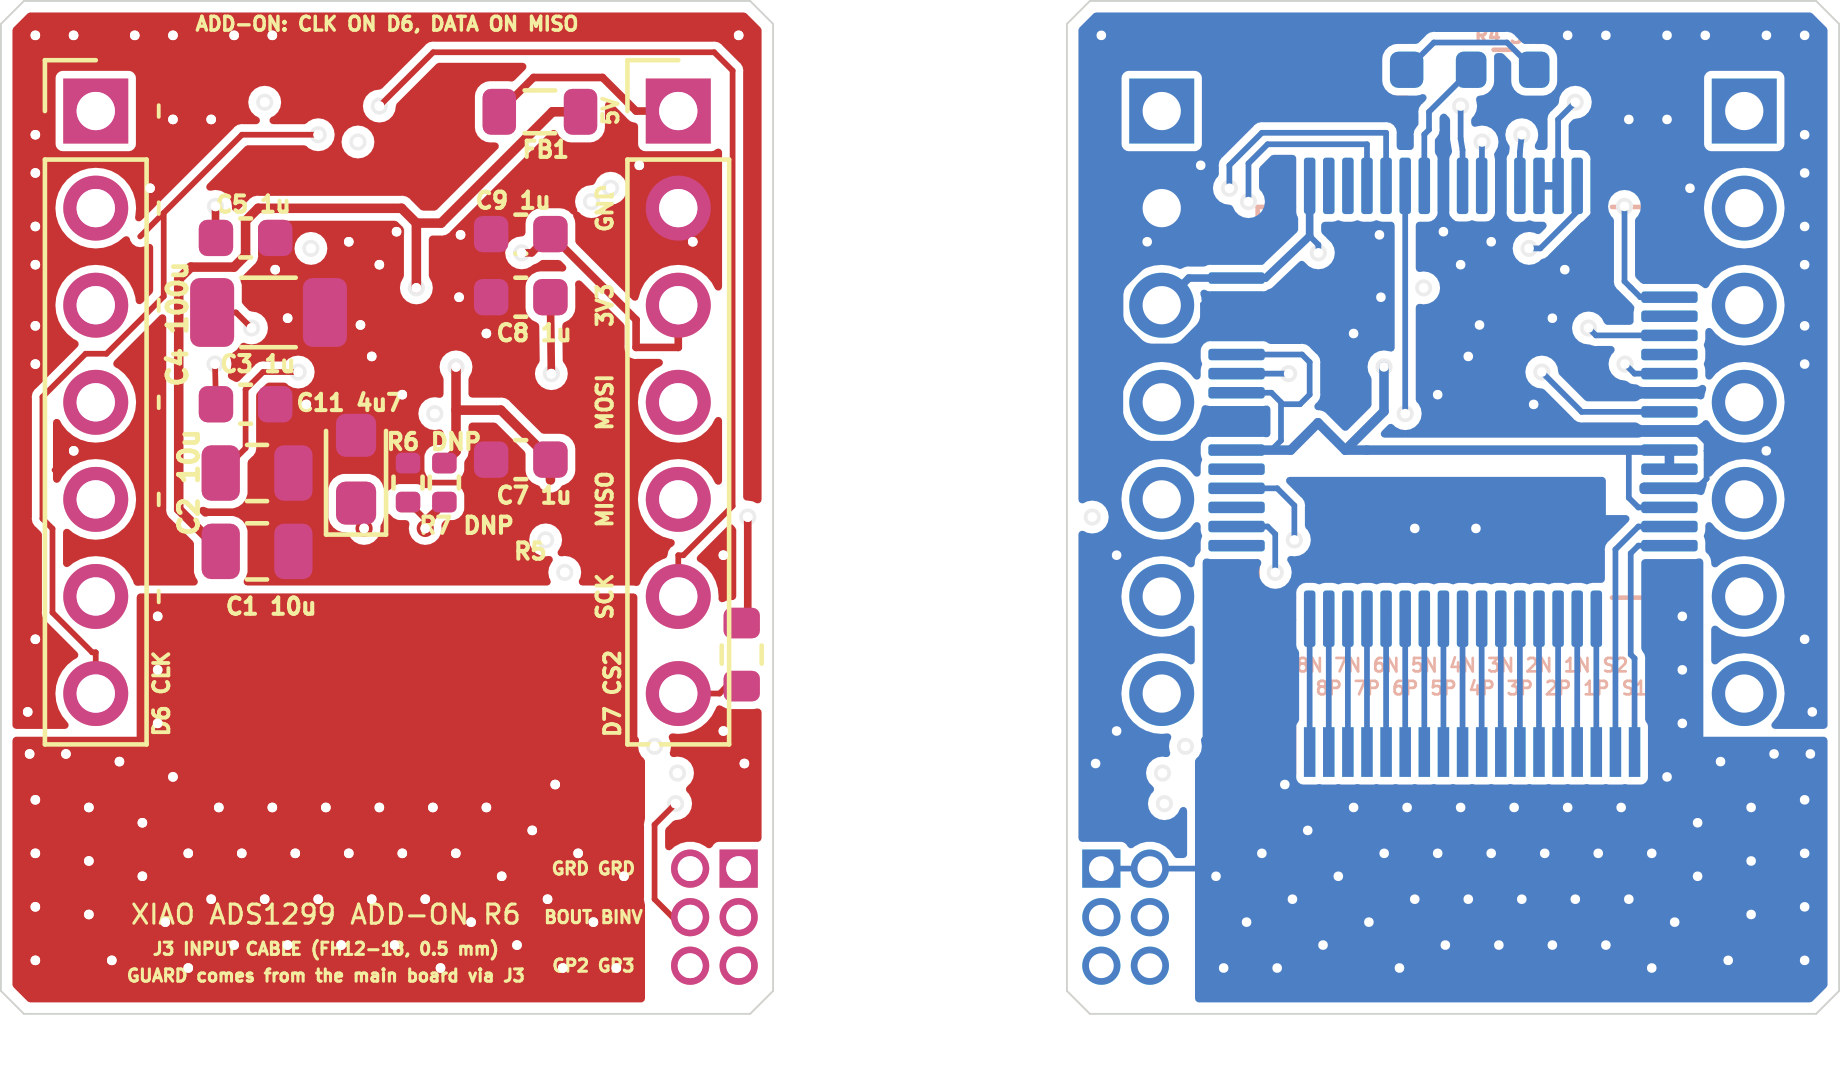 ADD-ON: CLK ON D6, DATA ON MISO
R4
5V
FB1
C5 1u
C9 1u
GND
C4 100u
C8 1u
3V3
C3 1u
C11 4u7
MOSI
R6 DNP
C2 10u
C7 1u
MISO
R7 DNP
R5
C1 10u
SCK
D6 CLK
D7 CS2
8N 7N 6N 5N 4N 3N 2N 1N S2
8P 7P 6P 5P 4P 3P 2P 1P S1
GRD GRD
XIAO ADS1299 ADD-ON R6
BOUT BINV
J3 INPUT CABLE (FH12-18, 0.5 mm)
GP2 GP3
GUARD comes from the main board via J3